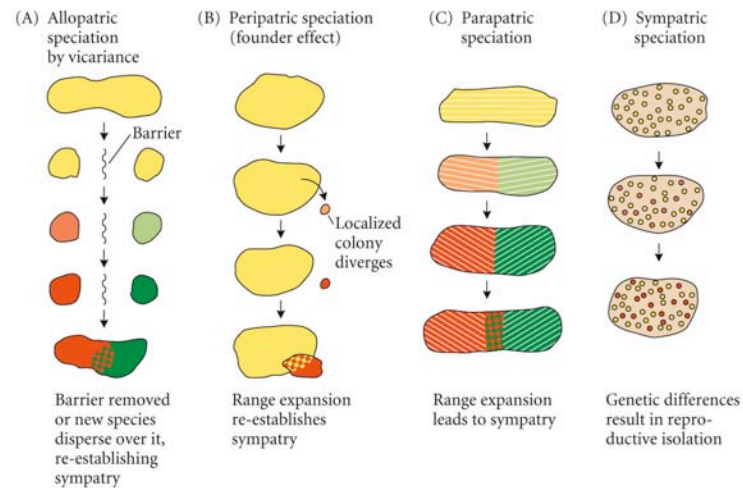 (A) Allopatric
speciation
by vicariance
Barrier
Barrier removed
or new species
disperse over it,
re-establishing
sympatry
(B) Peripatric speciation
(founder effect)
Localized
colony
diverges
Range expansion
re-establishes
sympatry
(C) Parapatric
speciation
Range expansion
leads to sympatry
(D) Sympatric
speciation
Genetic differences
result in repro-
ductive isolation